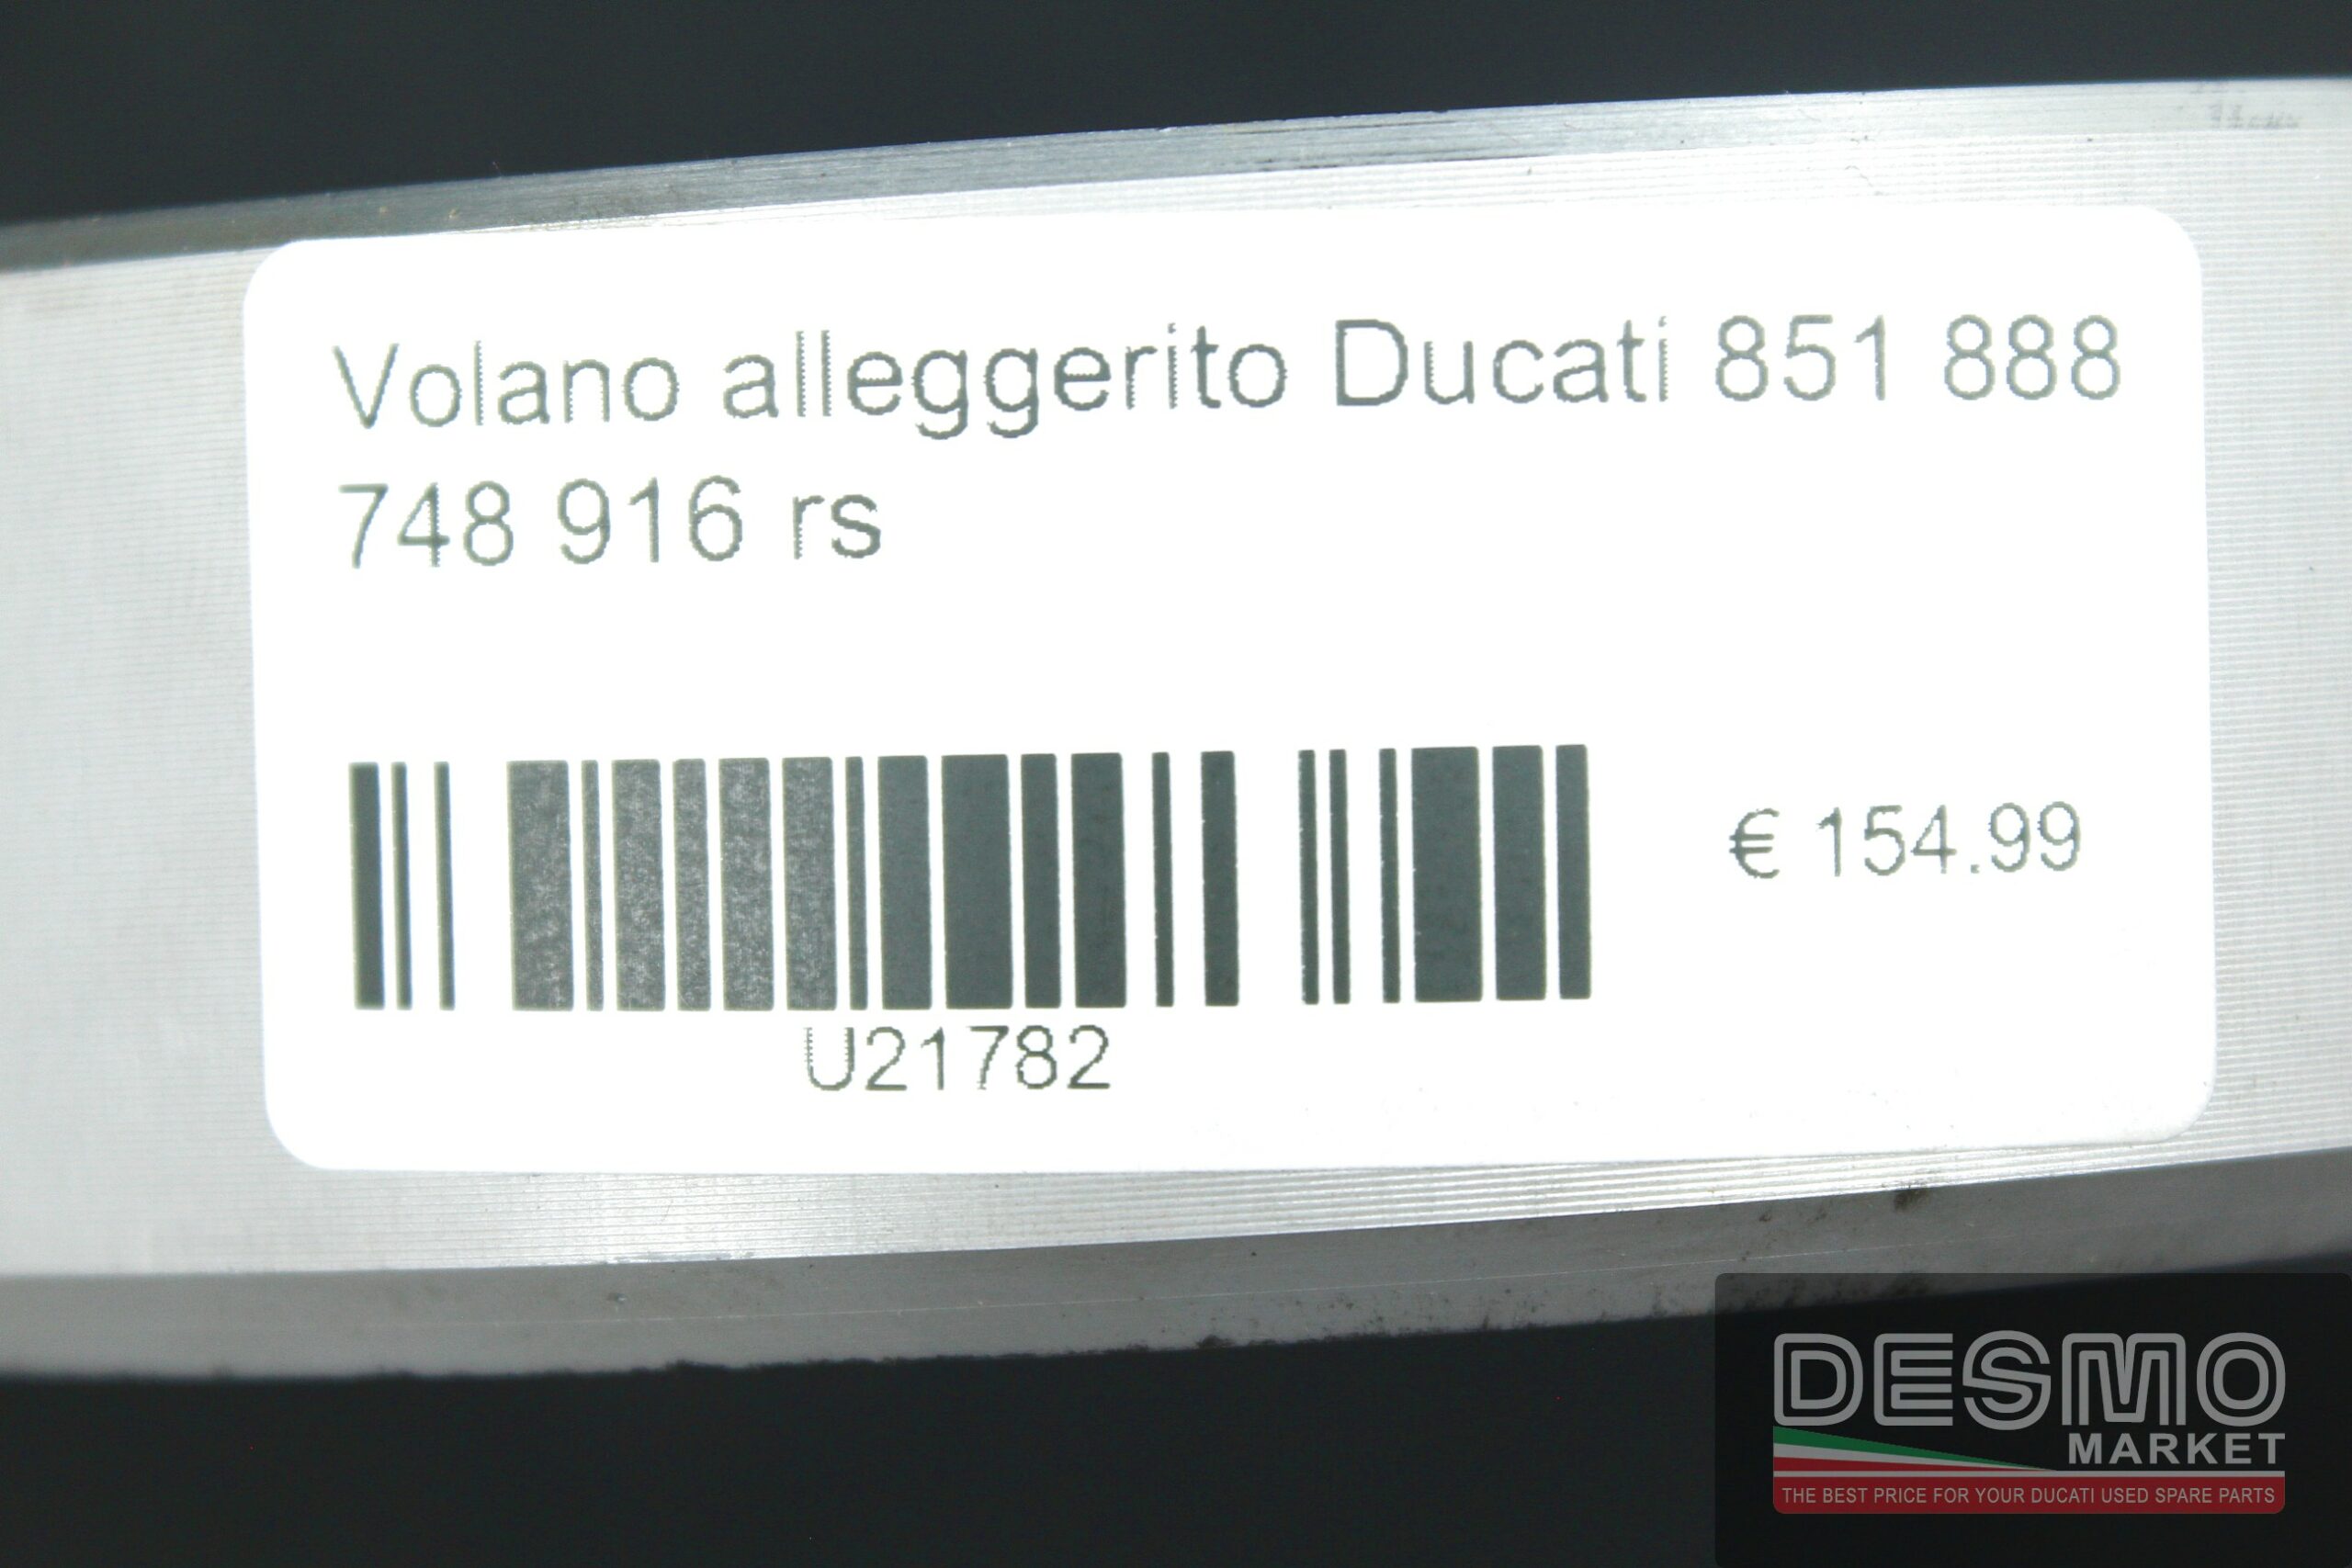 Volano alleggerito Ducati 851 888
748 916 rs
€ 154.99
U21782
DESMO
MARKET
THE BEST PRICE FOR YOUR DUCATI USED SPARE PARTS